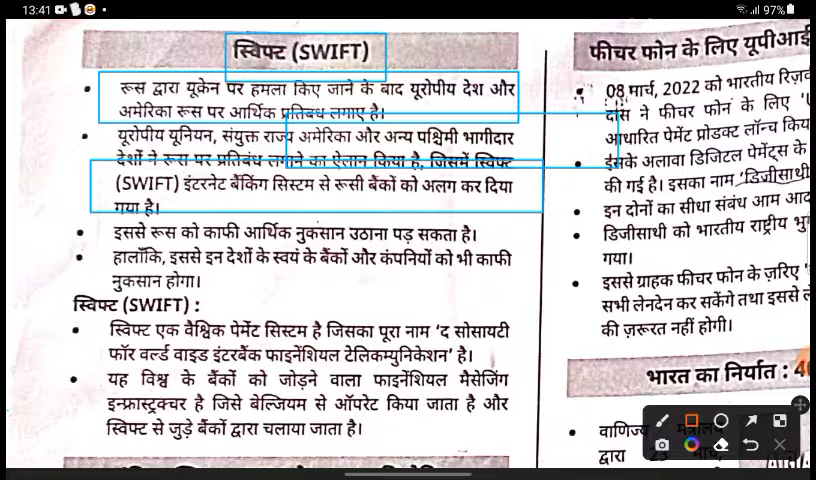 13:41
97%
स्विफ्ट (SWIFT)
रूस द्वारा यूक्रेन पर हमला किए जाने के बाद यूरोपीय देश और
अमेरिका रूस पर आर्थिक प्रतिबंध लगाए है।
यूरोपीय यूनियन, संयुक्त राज्य अमेरिका और अन्य पश्चिमी भागीदार
देशों ने रूस पर प्रतिबंध लगाने का ऐलान किया है, जिसमें स्विफ्ट
(SWIFT) इंटरनेट बैंकिंग सिस्टम से रूसी बैंकों को अलग कर दिया
गया है।
इससे रूस को काफी आर्थिक नुकसान उठाना पड़ सकता है।
हालाँकि, इससे इन देशों के स्वयं के बैंकों और कंपनियों को भी काफी
नुकसान होगा।
स्विफ्ट (SWIFT) :
स्विफ्ट एक वैश्विक पेमेंट सिस्टम है जिसका पूरा नाम ‘द सोसायटी
फॉर वर्ल्ड वाइड इंटरबैंक फाइनेंशियल टेलिकम्युनिकेशन’ है।
यह विश्व के बैंकों को जोड़ने वाला फाइनेंशियल मैसेजिंग
इन्फ्रास्ट्रक्चर है जिसे बेल्जियम से ऑपरेट किया जाता है और
स्विफ्ट से जुड़े बैंकों द्वारा चलाया जाता है।
फीचर फोन के लिए यूपीआई
08 मार्च, 2022 को भारतीय रिज़र्व
दास ने फीचर फोन के लिए
आधारित पेमेंट प्रोडक्ट लॉन्च किय
इसके अलावा डिजिटल पेमेंट्स के
की गई है। इसका नाम ‘डिजीसाथी
इन दोनों का सीधा संबंध आम आद
डिजीसाथी को भारतीय राष्ट्रीय भु
गया।
इससे ग्राहक फीचर फोन के ज़रिए
सभी लेनदेन कर सकेंगे तथा इससे
की ज़रूरत नहीं होगी।
भारत का निर्यात :
वाणिज्य
द्वारा 23 मार्च,